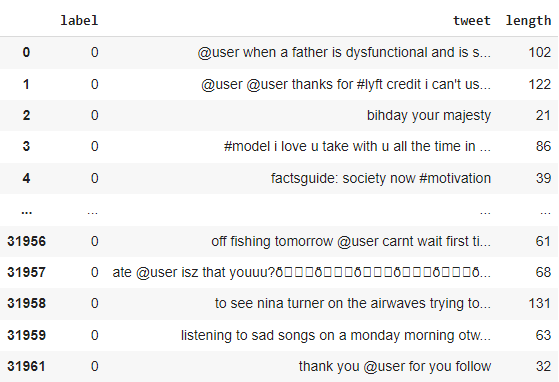 label tweet length
0 0 @user when a father is dysfunctional and is s... 102
1 0 @user @user thanks for #lyft credit i can't us... 122
2 0 bihday your majesty 21
3 0 #model i love u take with u all the time in ... 86
4 0 factsguide: society now #motivation 39
... ... ... ...
31956 0 off fishing tomorrow @user carnt wait first ti... 61
31957 0 ate @user isz that youuu?ð□□□ð□□□ð□□□ð□□□ð□□□ð... 68
31958 0 to see nina turner on the airwaves trying to... 131
31959 0 listening to sad songs on a monday morning otw... 63
31961 0 thank you @user for you follow 32